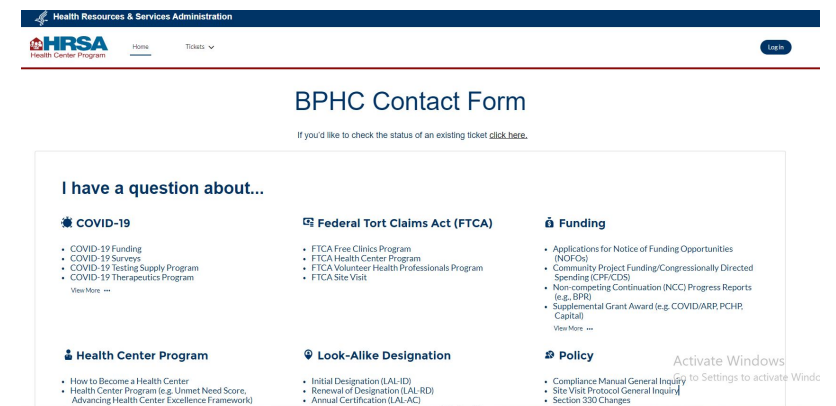 Health Resources & Services Administration
HRSA
Health Center Program
Home
Tickets
Log in
BPHC Contact Form
If you'd like to check the status of an existing ticket click here.
I have a question about...
COVID-19
• COVID-19 Funding
• COVID-19 Surveys
• COVID-19 Testing Supply Program
• COVID-19 Therapeutics Program
View More •••
Federal Tort Claims Act (FTCA)
• FTCA Free Clinics Program
• FTCA Health Center Program
• FTCA Volunteer Health Professionals Program
• FTCA Site Visit
Funding
• Applications for Notice of Funding Opportunities
(NOFOs)
• Community Project Funding/Congressionally Directed
Spending (CPF/CDS)
• Non-competing Continuation (NCC) Progress Reports
(e.g., BPR)
• Supplemental Grant Award (e.g. COVID/ARP, PCHP,
Capital)
View More •••
Health Center Program
• How to Become a Health Center
• Health Center Program (e.g. Unmet Need Score,
Advancing Health Center Excellence Framework)
Look-Alike Designation
• Initial Designation (LAL-ID)
• Renewal of Designation (LAL-RD)
• Annual Certification (LAL-AC)
Policy
• Compliance Manual General Inquiry
• Site Visit Protocol General Inquiry
• Section 330 Changes
Activate Windows
Go to Settings to activate Windo